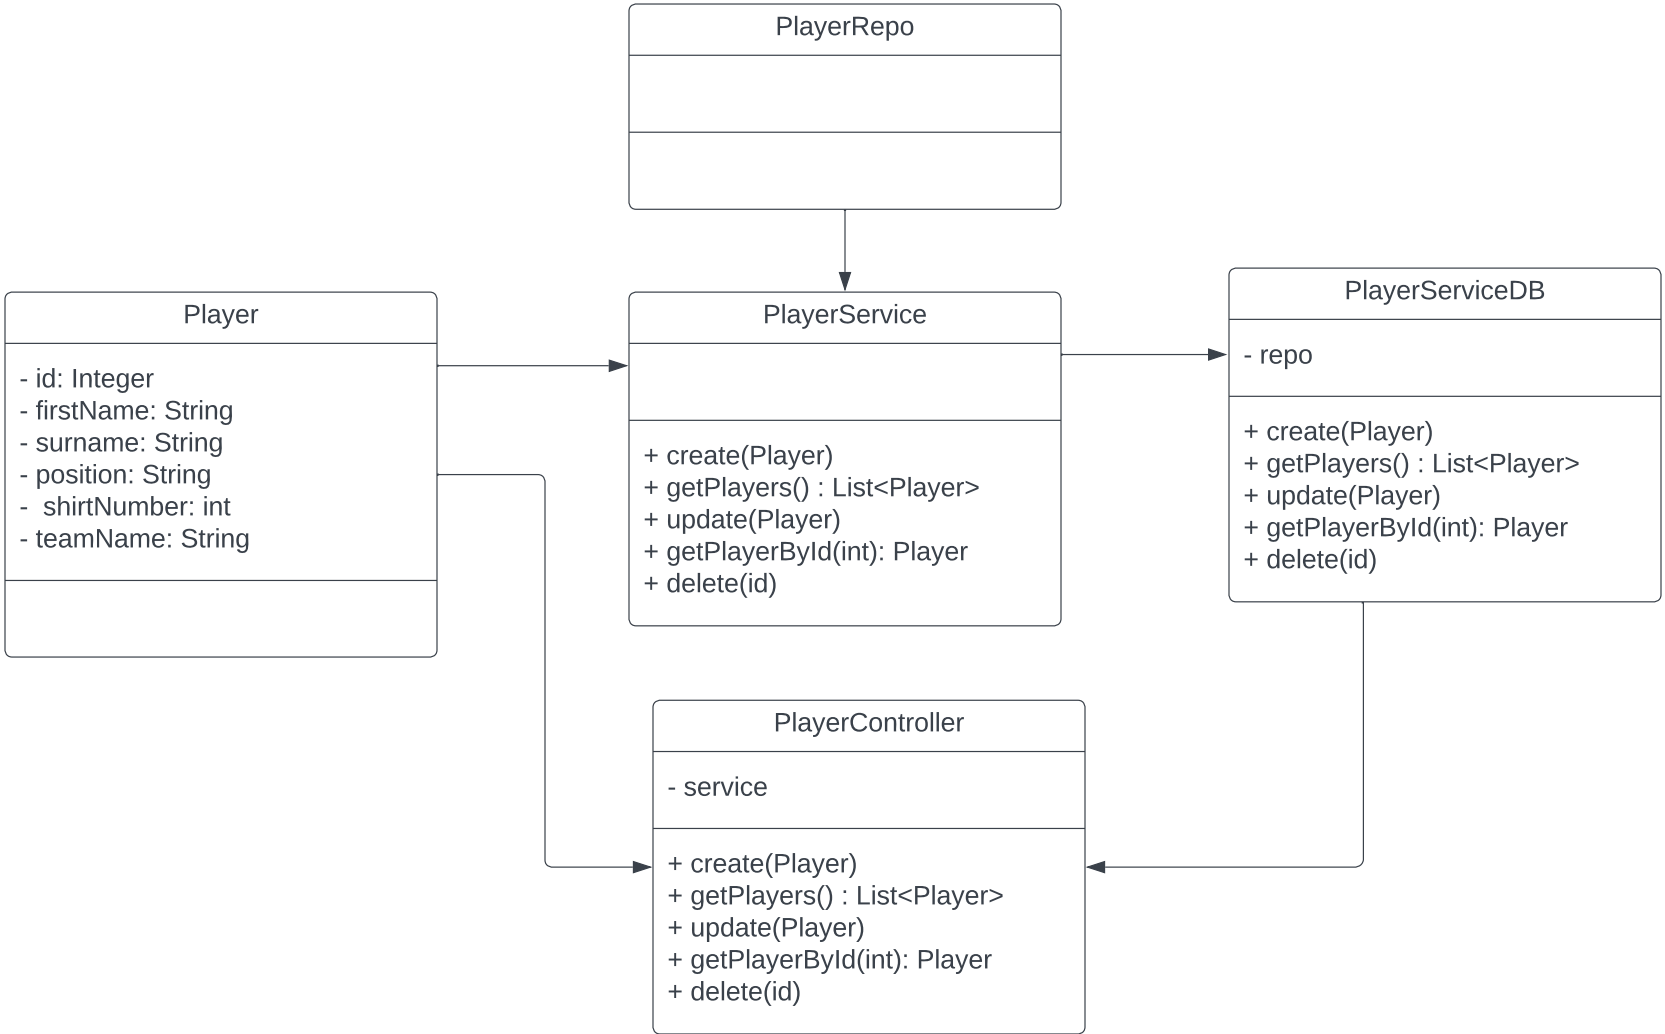 PlayerRepo
Player
- id: Integer
- firstName: String
- surname: String
- position: String
-  shirtNumber: int
- teamName: String
PlayerService
+ create(Player)
+ getPlayers() : List<Player>
+ update(Player)
+ getPlayerById(int): Player
+ delete(id)
PlayerServiceDB
- repo
+ create(Player)
+ getPlayers() : List<Player>
+ update(Player)
+ getPlayerById(int): Player
+ delete(id)
PlayerController
- service
+ create(Player)
+ getPlayers() : List<Player>
+ update(Player)
+ getPlayerById(int): Player
+ delete(id)